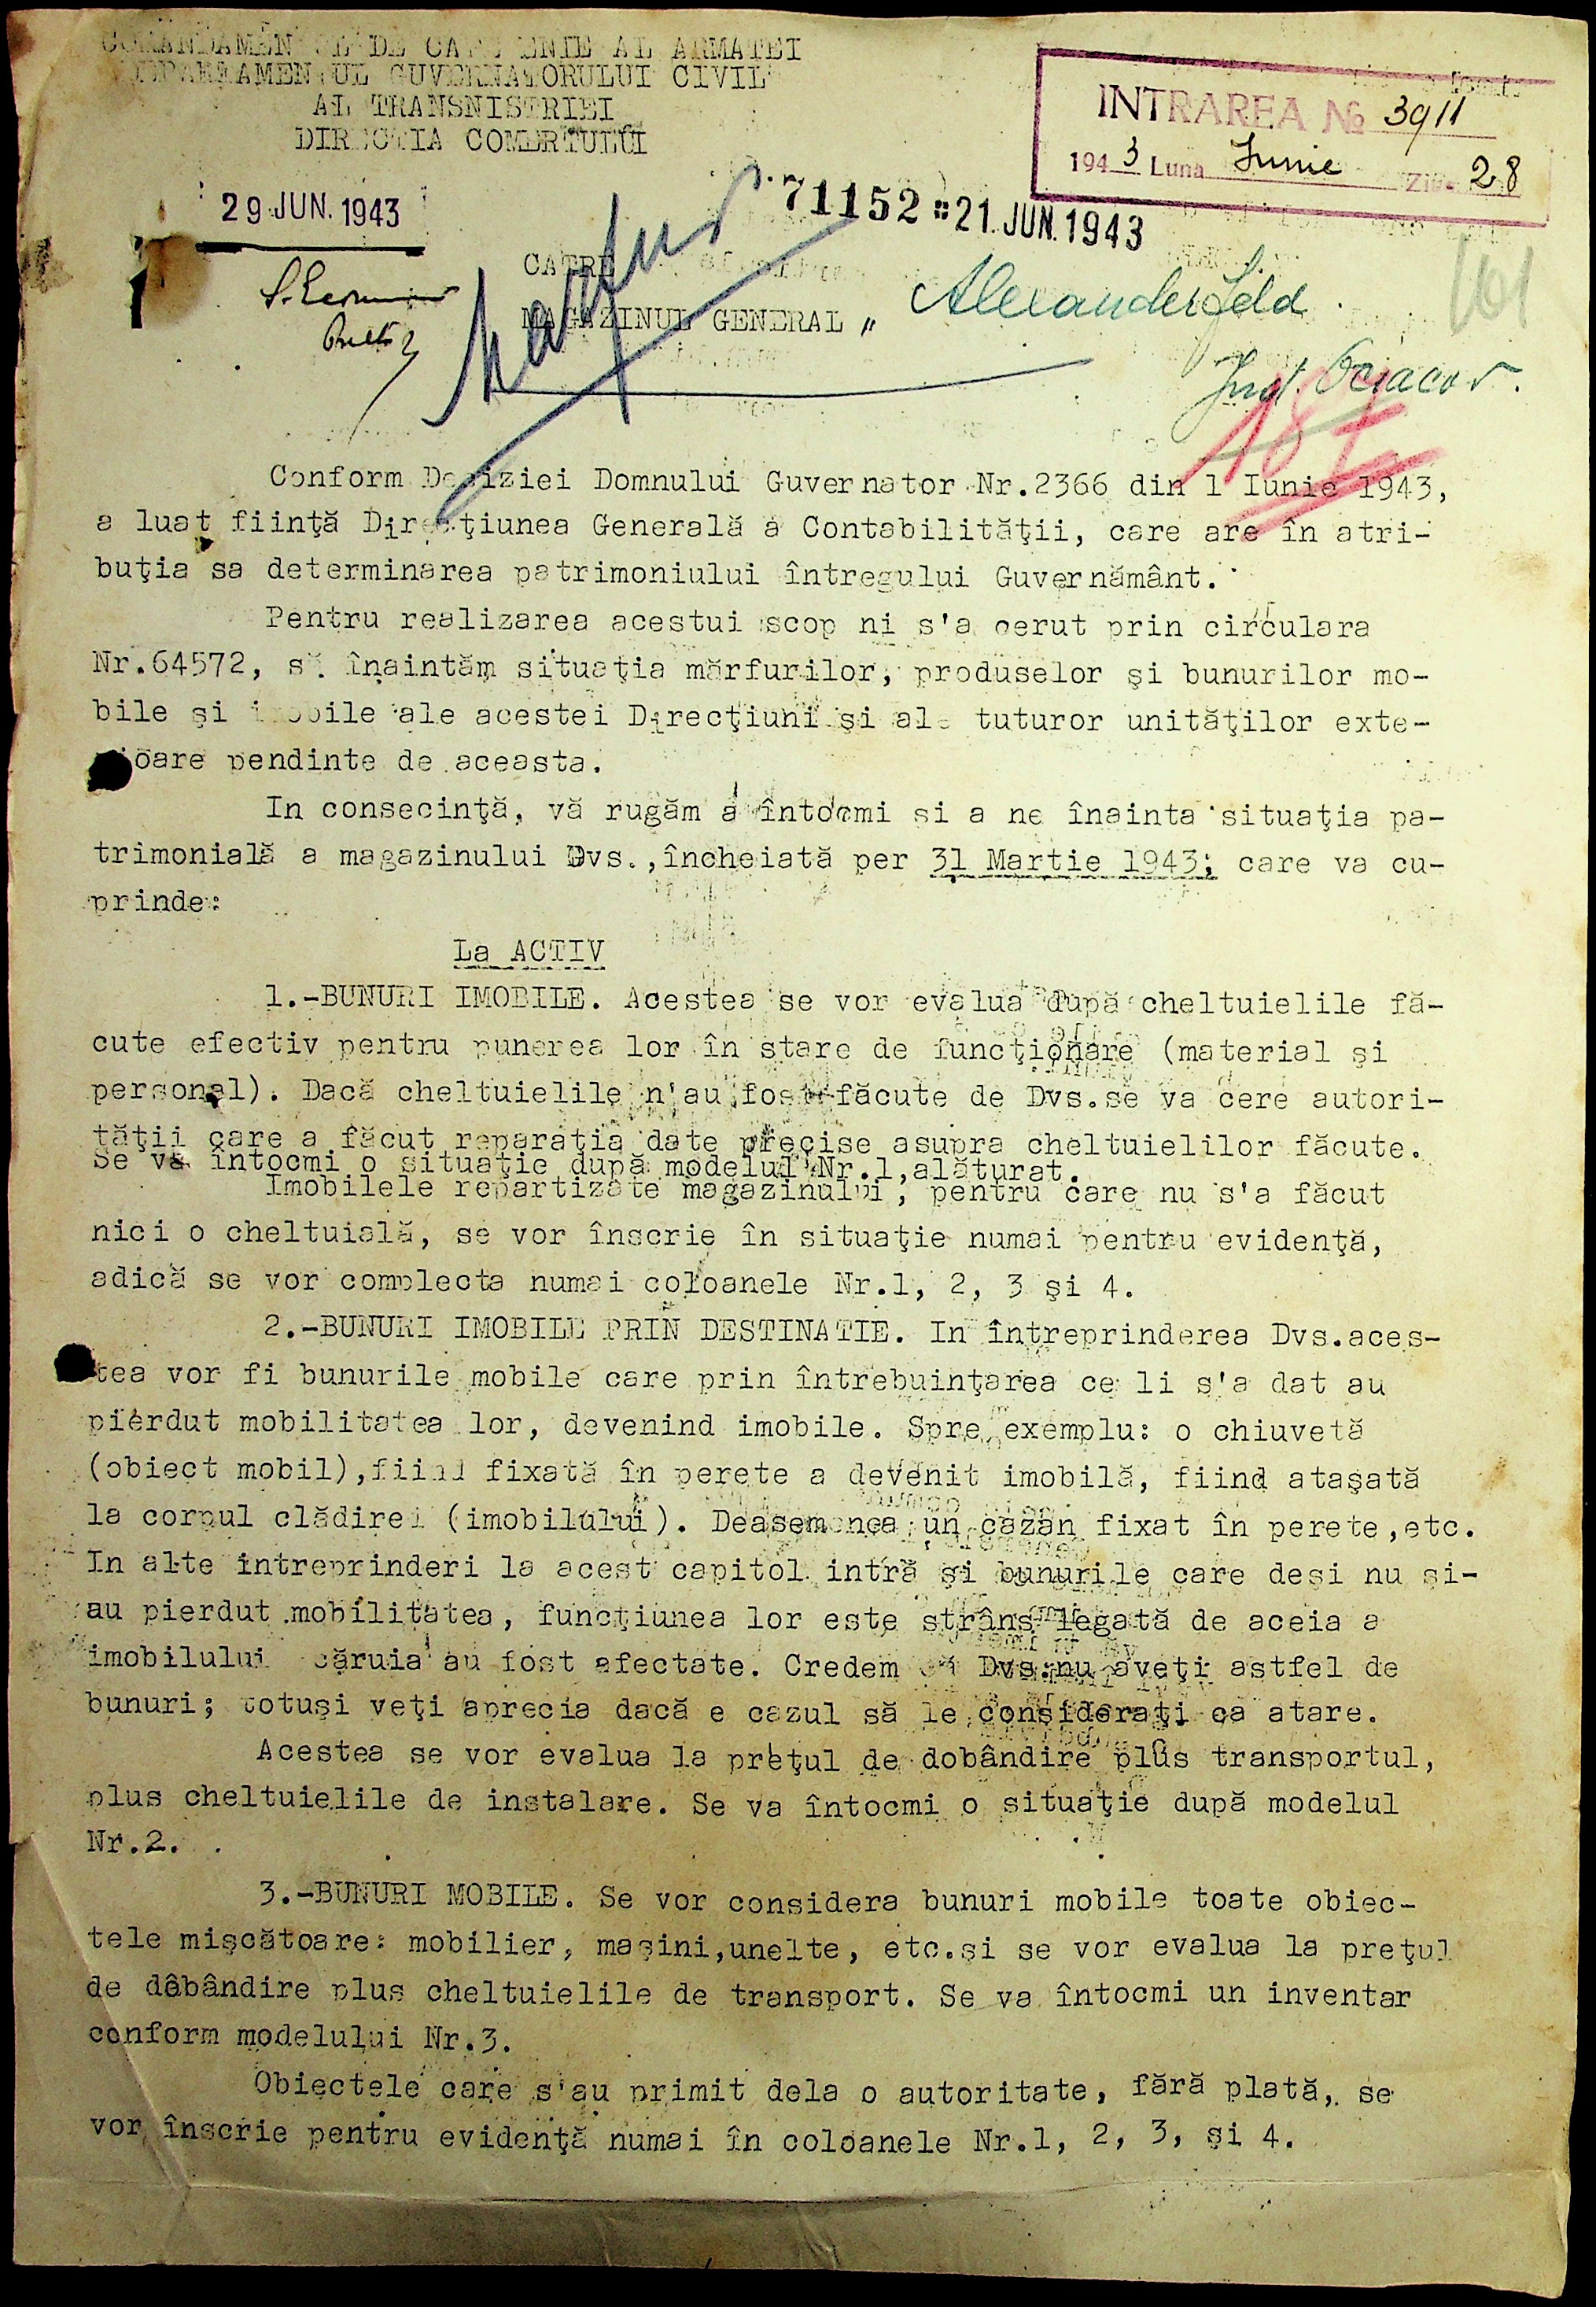 COMANDAMENTUL DE CAPETENIE AL ARMATEI
DEPARTAMENTUL GUVERNATORULUI CIVIL
AL TRANSNISTRIEI
DIRECTIA COMERTULUI
INTRAREA № 3911
1943 Luna Iunie Ziua 28
29 JUN. 1943
71152 * 21. JUN. 1943
CATRE
MAGAZINUL GENERAL „ Alexanderfeld
Jud. Oceacov.
161
187
Conform Deciziei Domnului Guvernator Nr.2366 din 1 Iunie 1943,
a luat fiinţă Direcţiunea Generală a Contabilităţii, care are în atri-
buţia sa determinarea patrimoniului întregului Guvernământ.
Pentru realizarea acestui scop ni s'a cerut prin circulara
Nr.64572, să înaintăm situaţia mărfurilor, produselor şi bunurilor mo-
bile şi imobile ale acestei Direcţiuni şi ale tuturor unităţilor exte-
rioare pendinte de aceasta.
In consecinţă, vă rugăm a întocmi si a ne înainta situaţia pa-
trimonială a magazinului Dvs.,încheiată per 31 Martie 1943; care va cu-
prinde:
La ACTIV
1.-BUNURI IMOBILE. Acestea se vor evalua după cheltuielile fă-
cute efectiv pentru punerea lor în stare de funcţionare (material şi
personal). Dacă cheltuielile n'au fost făcute de Dvs.se va cere autori-
tăţii care a făcut reparaţia date precise asupra cheltuielilor făcute.
Se va întocmi o situaţie după modelul Nr.1,alăturat.
Imobilele repartizate magazinului, pentru care nu s'a făcut
nici o cheltuială, se vor înscrie în situaţie numai pentru evidenţă,
adică se vor complecta numai coloanele Nr.1, 2, 3 şi 4.
2.-BUNURI IMOBILE PRIN DESTINATIE. In întreprinderea Dvs.aces-
tea vor fi bunurile mobile care prin întrebuinţarea ce li s'a dat au
pierdut mobilitatea lor, devenind imobile. Spre exemplu: o chiuvetă
(obiect mobil),fiind fixată în perete a devenit imobilă, fiind ataşată
la corpul clădirei (imobilului). Deasemenea un cazan fixat în perete,etc.
In alte intreprinderi la acest capitol intră şi bunurile care desi nu si-
au pierdut mobilitatea, funcţiunea lor este strâns legată de aceia a
imobilului căruia au fost afectate. Credem că Dvs.nu aveţi astfel de
bunuri; totuşi veţi aprecia dacă e cazul să le consideraţi ca atare.
Acestea se vor evalua la preţul de dobândire plus transportul,
plus cheltuielile de instalare. Se va întocmi o situaţie după modelul
Nr.2.
3.-BUNURI MOBILE. Se vor considera bunuri mobile toate obiec-
tele mişcătoare: mobilier, maşini,unelte, etc.si se vor evalua la preţul
de dâbândire plus cheltuielile de transport. Se va întocmi un inventar
conform modelului Nr.3.
Obiectele care s'au primit dela o autoritate, fără plată, se
vor înscrie pentru evidenţă numai în coloanele Nr.1, 2, 3, şi 4.